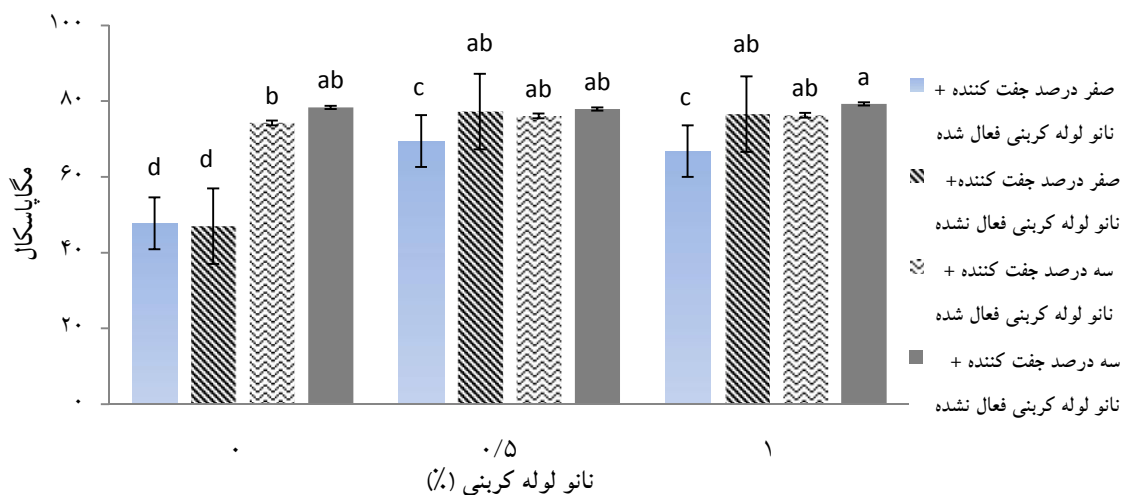 ۱۰۰
۸۰
۶۰
۴۰
۲۰
۰
مگاپاسکال
d d b ab
c ab ab ab
c ab ab a
۰ ۰/۵ ۱
نانو لوله کربنی (٪)
صفر درصد جفت کننده +
نانو لوله کربنی فعال شده
صفر درصد جفت کننده+
نانو لوله کربنی فعال نشده
سه درصد جفت کننده +
نانو لوله کربنی فعال شده
سه درصد جفت کننده +
نانو لوله کربنی فعال نشده